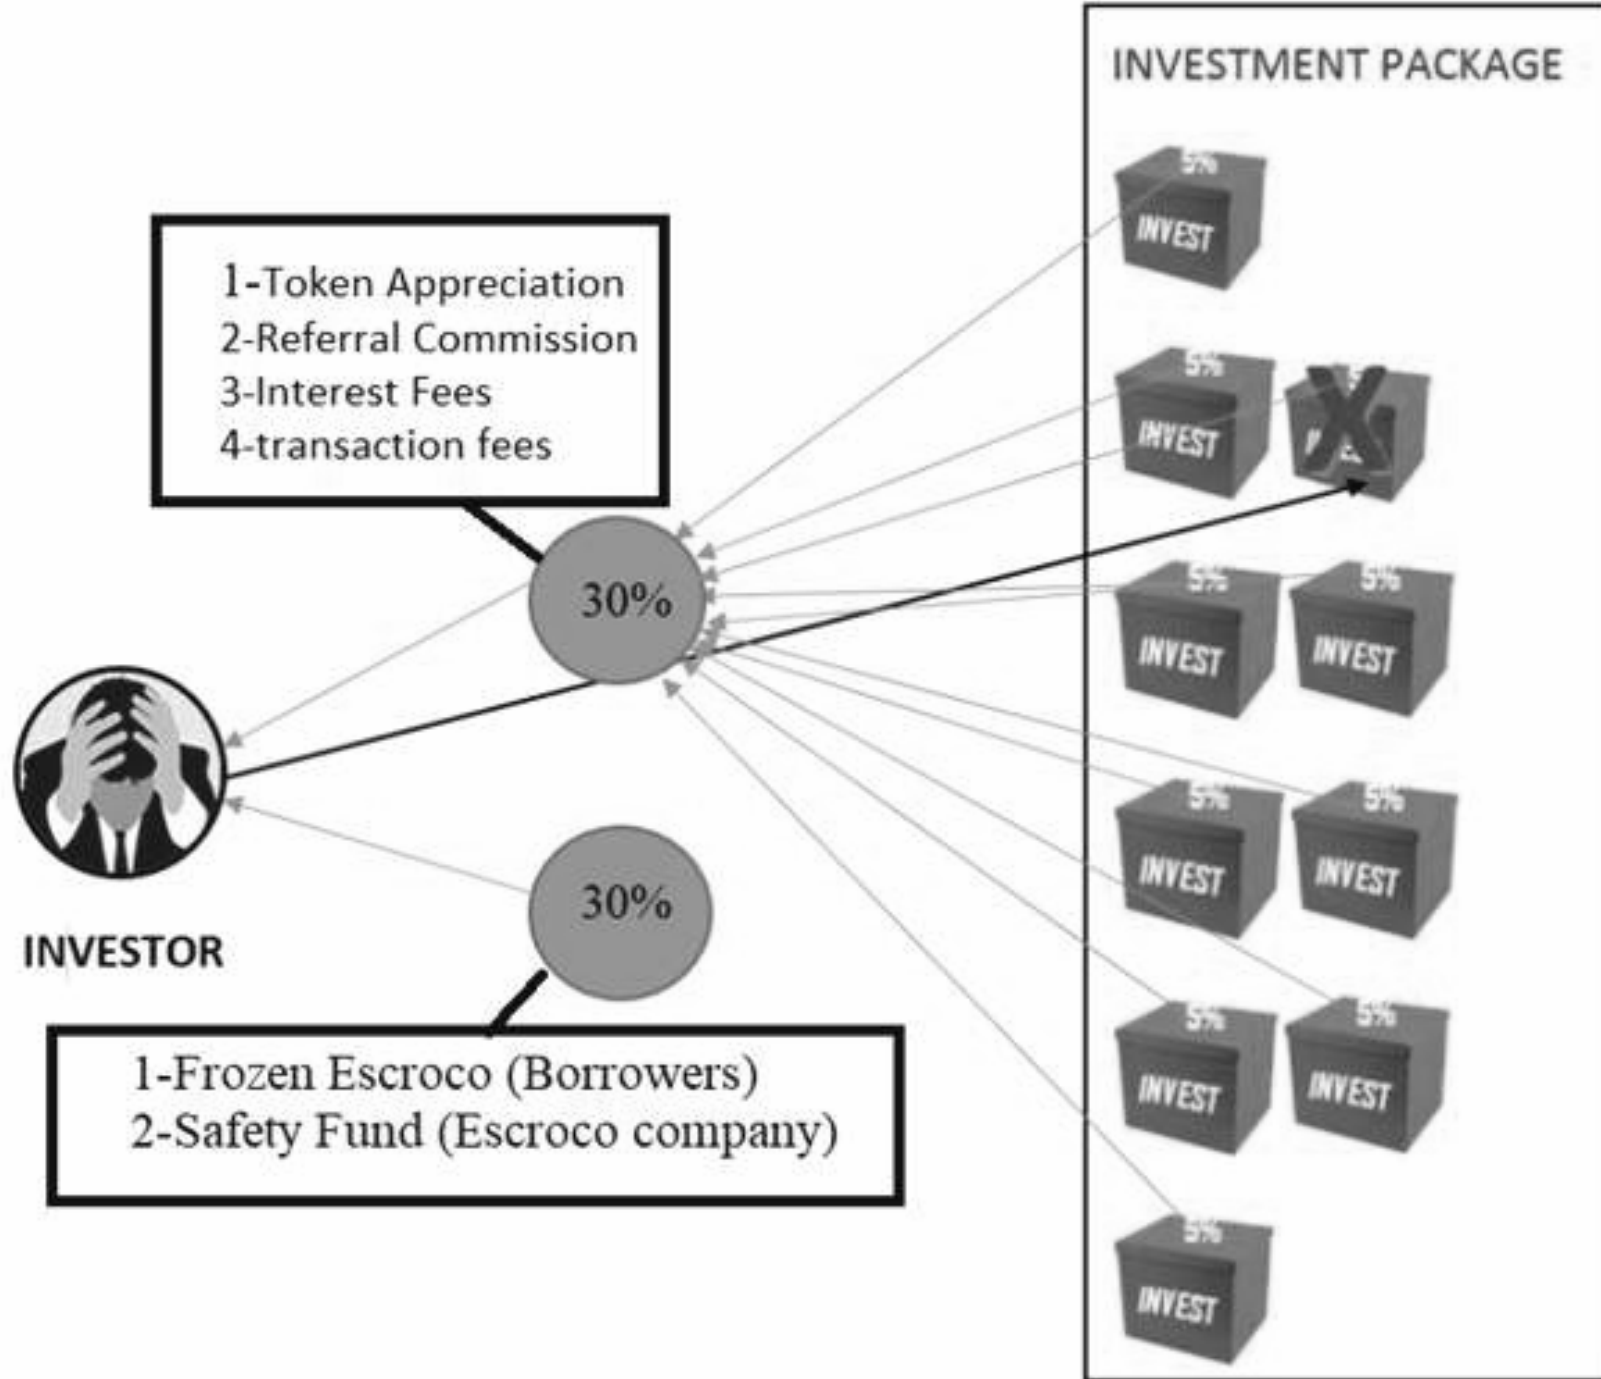 INVESTMENT PACKAGE
5%
INVEST
1-Token Appreciation
2-Referral Commission
3-Interest Fees
4-transaction fees
5%
INVEST
X
30%
5% 5%
INVEST INVEST
5% 5%
INVEST INVEST
30%
INVESTOR
5% 5%
INVEST INVEST
1-Frozen Escroco (Borrowers)
2-Safety Fund (Escroco company)
5%
INVEST